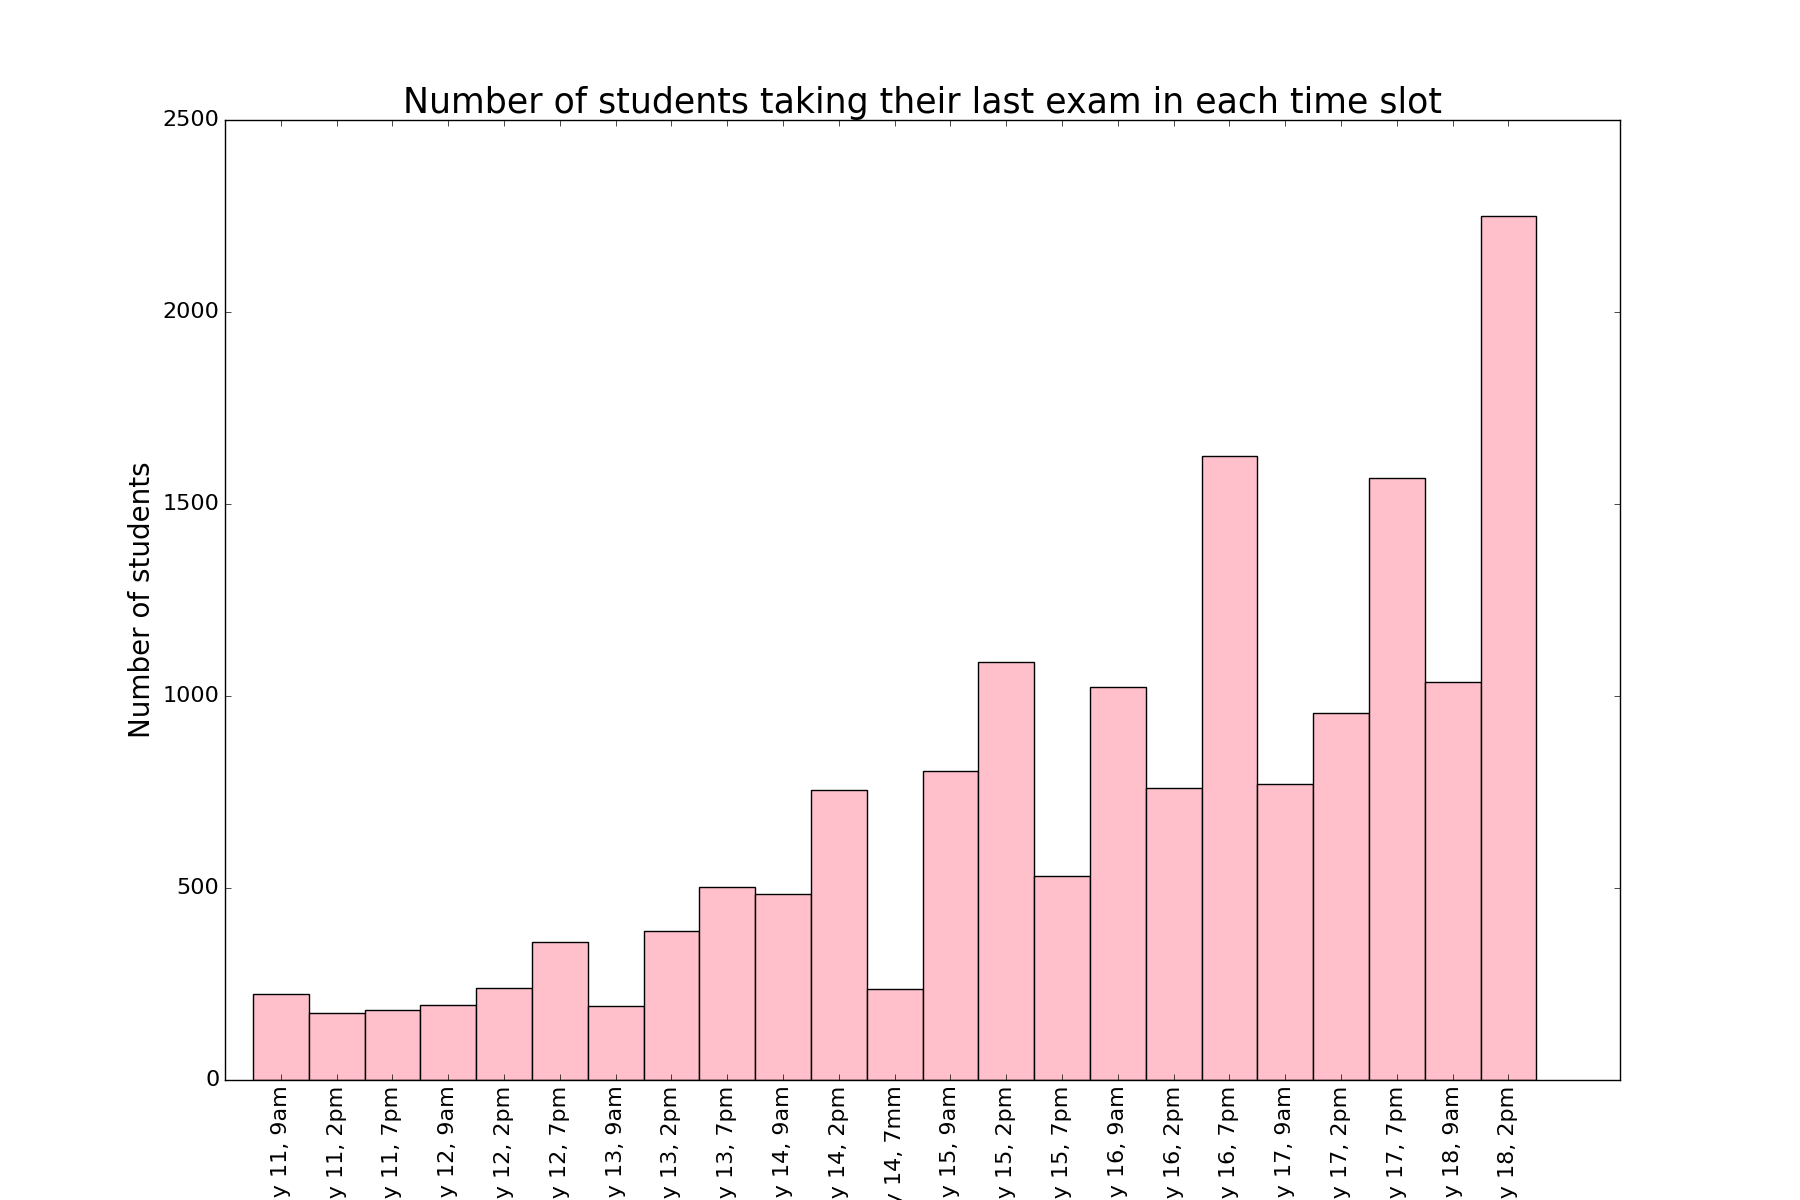 Number of students taking their last exam in each time slot
Number of students
2500
2000
1500
1000
500
0
y 11, 9am
y 11, 2pm
y 11, 7pm
y 12, 9am
y 12, 2pm
y 12, 7pm
y 13, 9am
y 13, 2pm
y 13, 7pm
y 14, 9am
y 14, 2pm
y 14, 7mm
y 15, 9am
y 15, 2pm
y 15, 7pm
y 16, 9am
y 16, 2pm
y 16, 7pm
y 17, 9am
y 17, 2pm
y 17, 7pm
y 18, 9am
y 18, 2pm